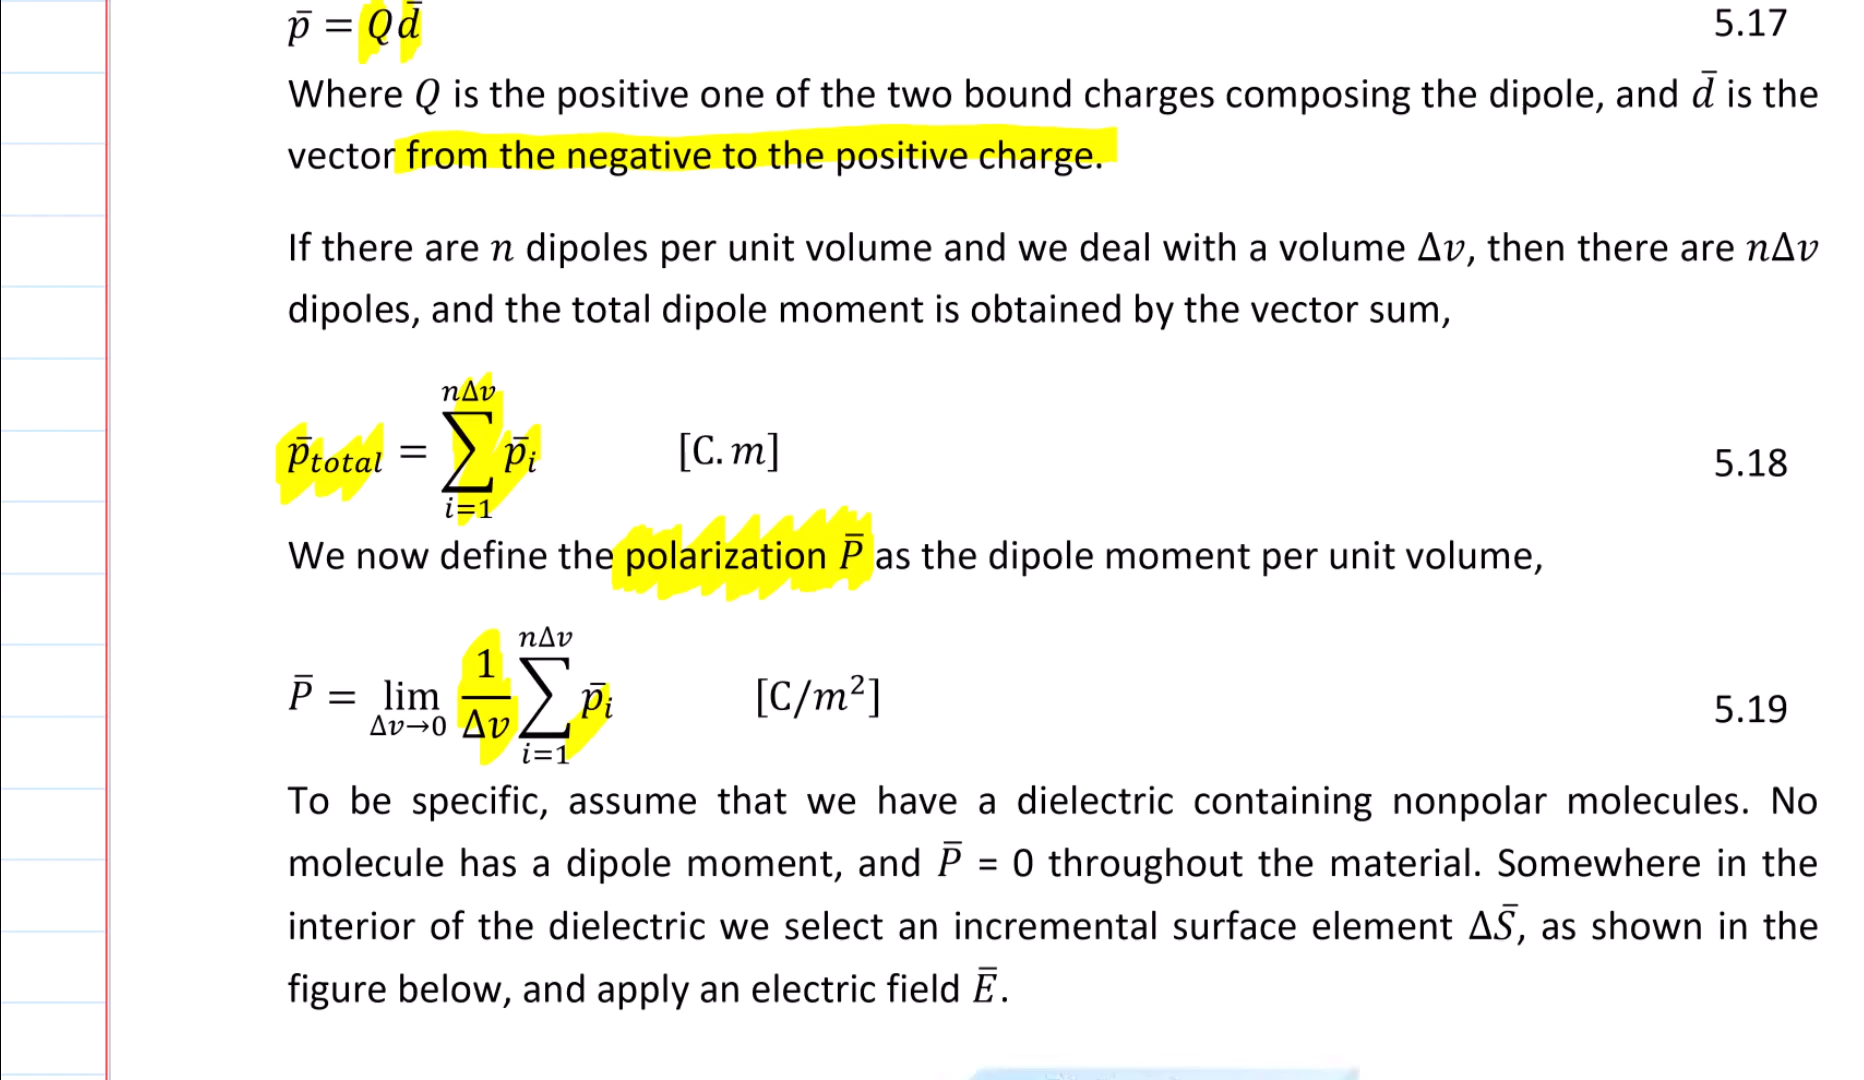 p̄ = Qd̄ 5.17
Where Q is the positive one of the two bound charges composing the dipole, and d̄ is the
vector from the negative to the positive charge.
If there are n dipoles per unit volume and we deal with a volume Δv, then there are nΔv
dipoles, and the total dipole moment is obtained by the vector sum,
nΔv
p̄total = ∑ p̄i [C. m] 5.18
i=1
We now define the polarization P̄ as the dipole moment per unit volume,
nΔv
P̄ = lim Δv→0 1/Δv ∑ p̄i [C/m²] 5.19
i=1
To be specific, assume that we have a dielectric containing nonpolar molecules. No
molecule has a dipole moment, and P̄ = 0 throughout the material. Somewhere in the
interior of the dielectric we select an incremental surface element ΔS̄, as shown in the
figure below, and apply an electric field Ē.